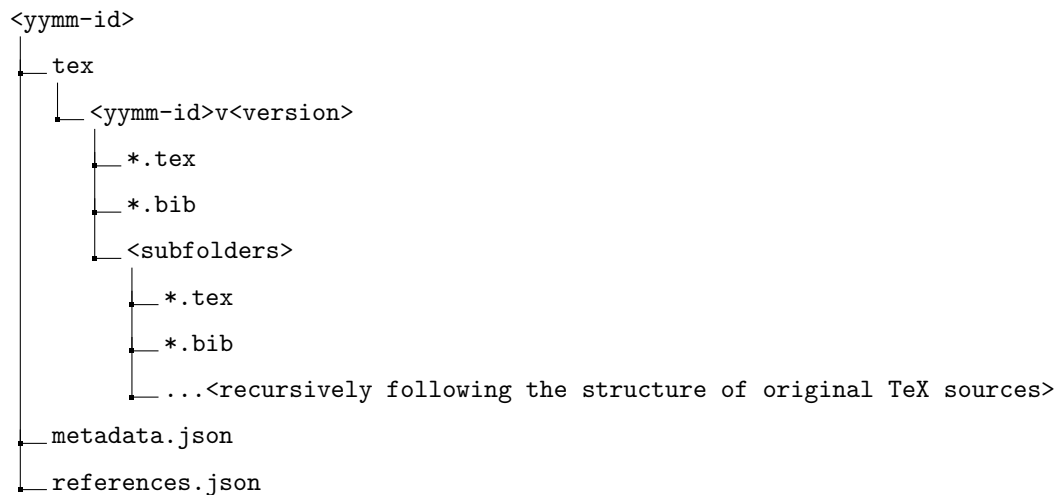 <yymm-id>
tex
<yymm-id>v<version>
*.tex
*.bib
<subfolders>
*.tex
*.bib
...<recursively following the structure of original TeX sources>
metadata.json
references.json